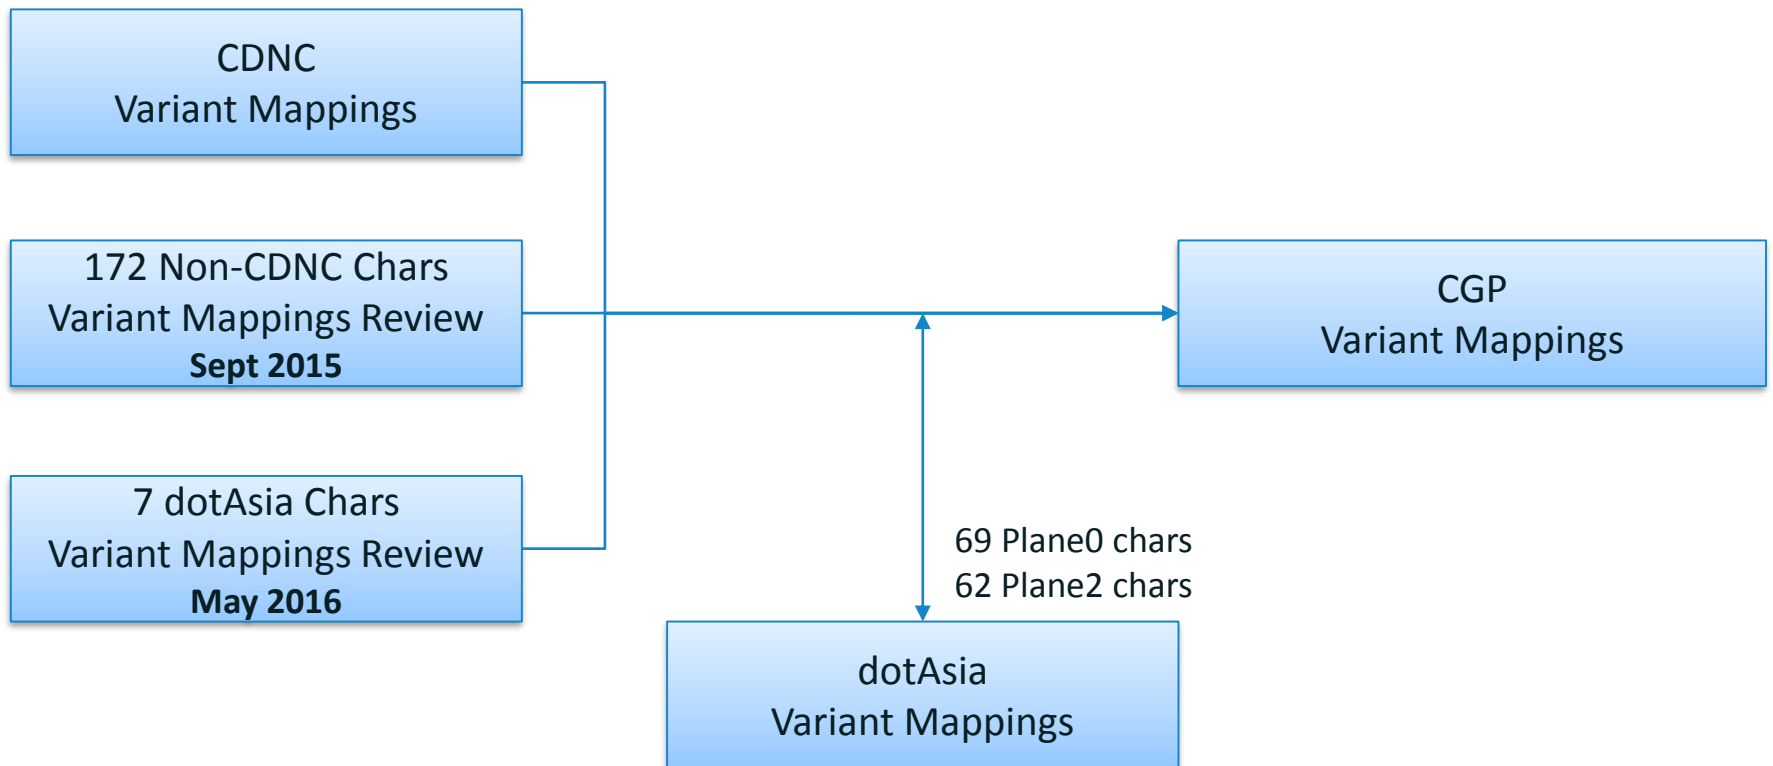 CDNC
Variant Mappings
172 Non-CDNC Chars
Variant Mappings Review
Sept 2015
7 dotAsia Chars
Variant Mappings Review
May 2016
CGP
Variant Mappings
69 Plane0 chars
62 Plane2 chars
dotAsia
Variant Mappings